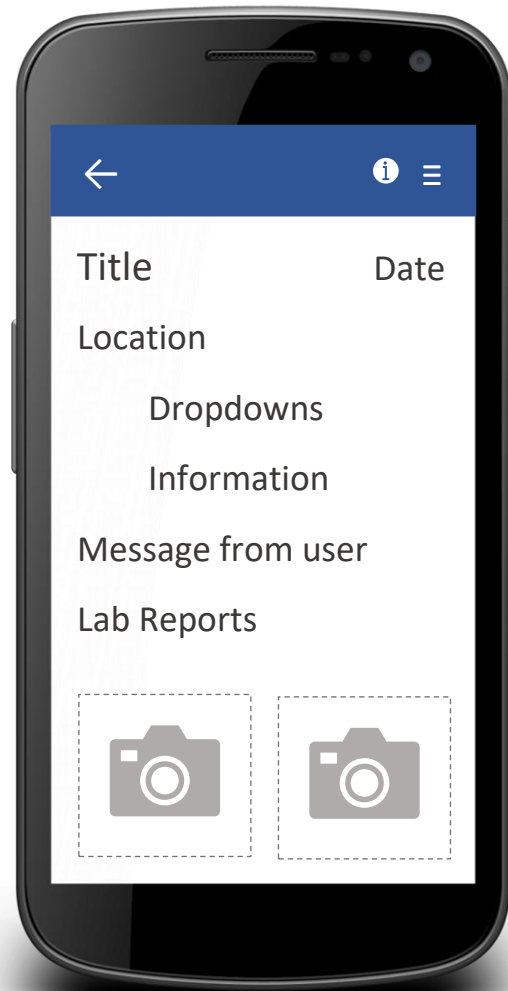 Title Date
Location
Dropdowns
Information
Message from user
Lab Reports